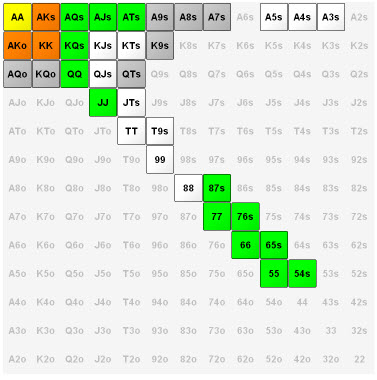 AA AKs AQs AJs ATs A9s A8s A7s A6s A5s A4s A3s A2s
AKo KK KQs KJs KTs K9s K8s K7s K6s K5s K4s K3s K2s
AQo KQo QQ QJs QTs Q9s Q8s Q7s Q6s Q5s Q4s Q3s Q2s
AJo KJo QJo JJ JTs J9s J8s J7s J6s J5s J4s J3s J2s
ATo KTo QTo JTo TT T9s T8s T7s T6s T5s T4s T3s T2s
A9o K9o Q9o J9o T9o 99 98s 97s 96s 95s 94s 93s 92s
A8o K8o Q8o J8o T8o 98o 88 87s 86s 85s 84s 83s 82s
A7o K7o Q7o J7o T7o 97o 87o 77 76s 75s 74s 73s 72s
A6o K6o Q6o J6o T6o 96o 86o 76o 66 65s 64s 63s 62s
A5o K5o Q5o J5o T5o 95o 85o 75o 65o 55 54s 53s 52s
A4o K4o Q4o J4o T4o 94o 84o 74o 64o 54o 44 43s 42s
A3o K3o Q3o J3o T3o 93o 83o 73o 63o 53o 43o 33 32s
A2o K2o Q2o J2o T2o 92o 82o 72o 62o 52o 42o 32o 22